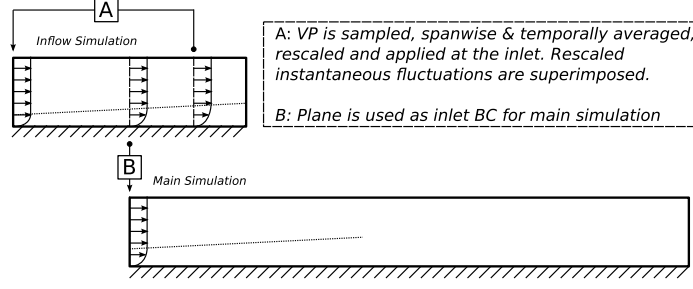 A
Inflow Simulation
A: VP is sampled, spanwise & temporally averaged,
rescaled and applied at the inlet. Rescaled
instantaneous fluctuations are superimposed.
B: Plane is used as inlet BC for main simulation
B
Main Simulation